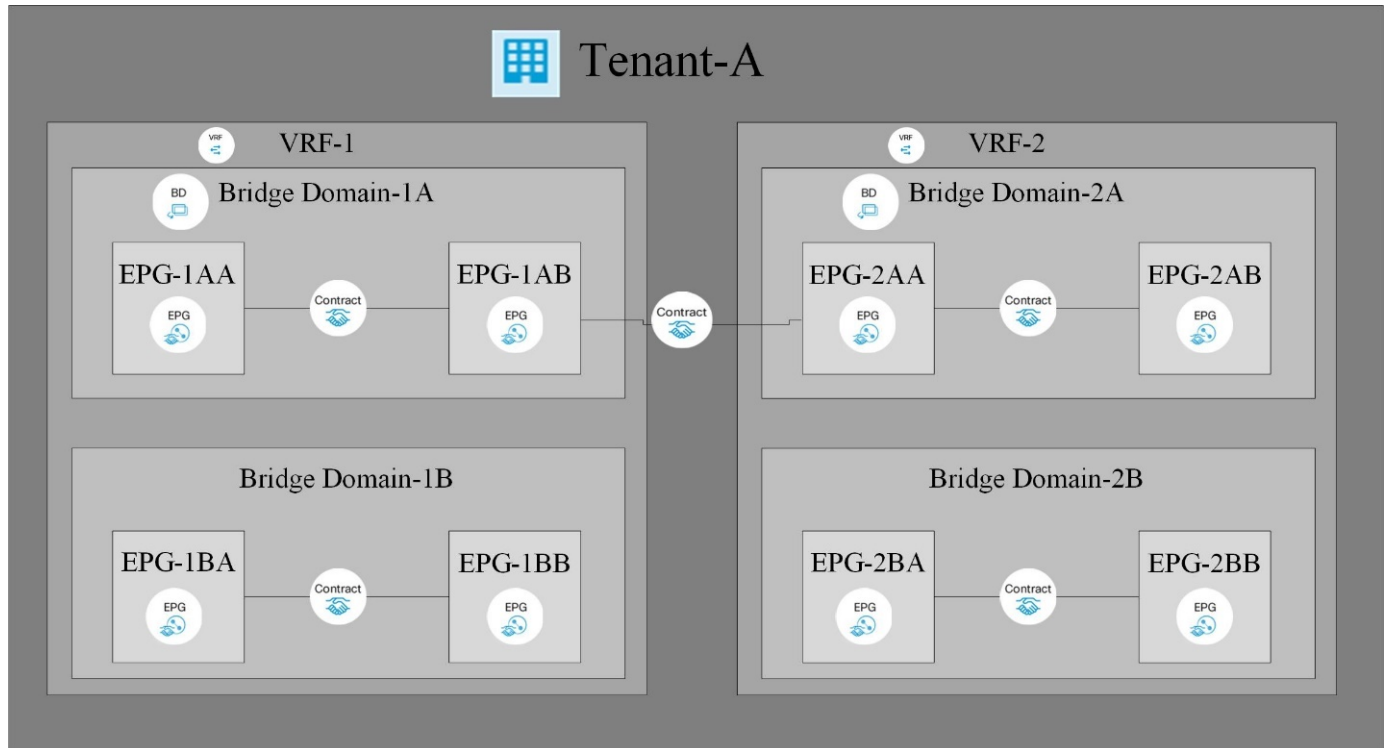 Tenant-A
VRF
VRF-1
BD
Bridge Domain-1A
EPG-1AA
EPG
Contract
EPG-1AB
EPG
Contract
VRF
VRF-2
BD
Bridge Domain-2A
EPG-2AA
EPG
Contract
EPG-2AB
EPG
Bridge Domain-1B
EPG-1BA
EPG
Contract
EPG-1BB
EPG
Bridge Domain-2B
EPG-2BA
EPG
Contract
EPG-2BB
EPG